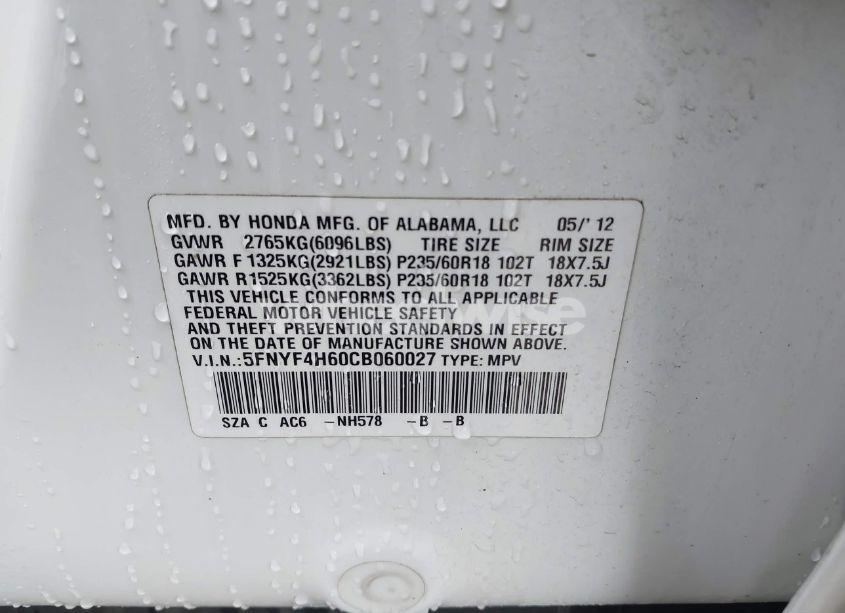 MFD. BY HONDA MFG. OF ALABAMA, LLC 05/' 12
GVWR 2765KG(6096LBS) TIRE SIZE RIM SIZE
GAWR F 1325KG(2921LBS) P235/60R18 102T 18X7.5J
GAWR R1525KG(3362LBS) P235/60R18 102T 18X7.5J
THIS VEHICLE CONFORMS TO ALL APPLICABLE
FEDERAL MOTOR VEHICLE SAFETY
AND THEFT PREVENTION STANDARDS IN EFFECT
ON THE DATE OF MANUFACTURE SHOWN ABOVE.
V.I.N.:5FNYF4H60CB060027 TYPE: MPV
SZA C AC6 -NH578 -B -B